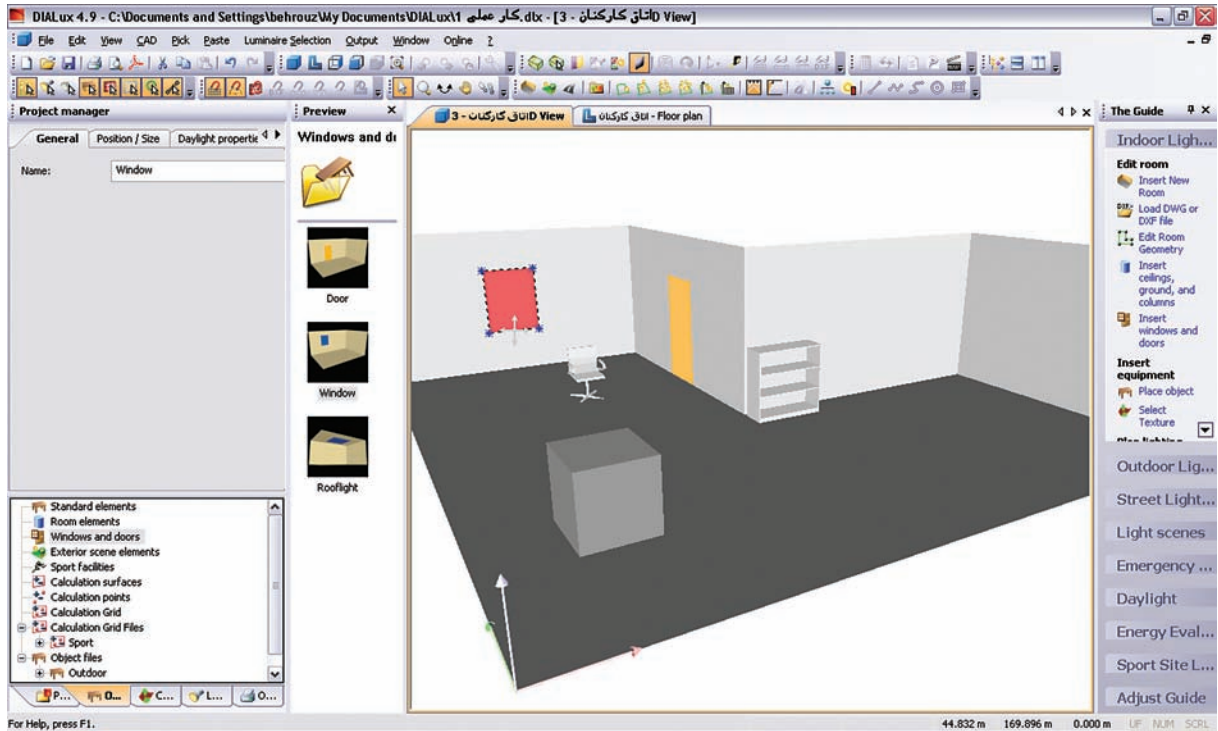 DIALux 4.9 - C:\Documents and Settings\behrouz\My Documents\DIALux\1 کار عملی.dlx - [3 - اتاق کارکنانD View]
File Edit View CAD Pick Paste Luminaire Selection Output Window Online ?
Project manager
General Position / Size Daylight propertie
Name: Window
Preview
Windows and du
Door
Window
Rooflight
3 - اتاق کارکنانD View
اتاق کارکنان - Floor plan
The Guide
Indoor Ligh...
Edit room
Insert New
Room
Load DWG or
DXF file
Edit Room
Geometry
Insert
ceilings,
ground, and
columns
Insert
windows and
doors
Insert
equipment
Place object
Select
Texture
Outdoor Lig...
Street Light...
Light scenes
Emergency ...
Daylight
Energy Eval...
Sport Site L...
Adjust Guide
Standard elements
Room elements
Windows and doors
Exterior scene elements
Sport facilities
Calculation surfaces
Calculation points
Calculation Grid
Calculation Grid Files
Sport
Object files
Outdoor
P... O... C... L... O...
For Help, press F1.
44.832 m 169.896 m 0.000 m UF NUM SCRL